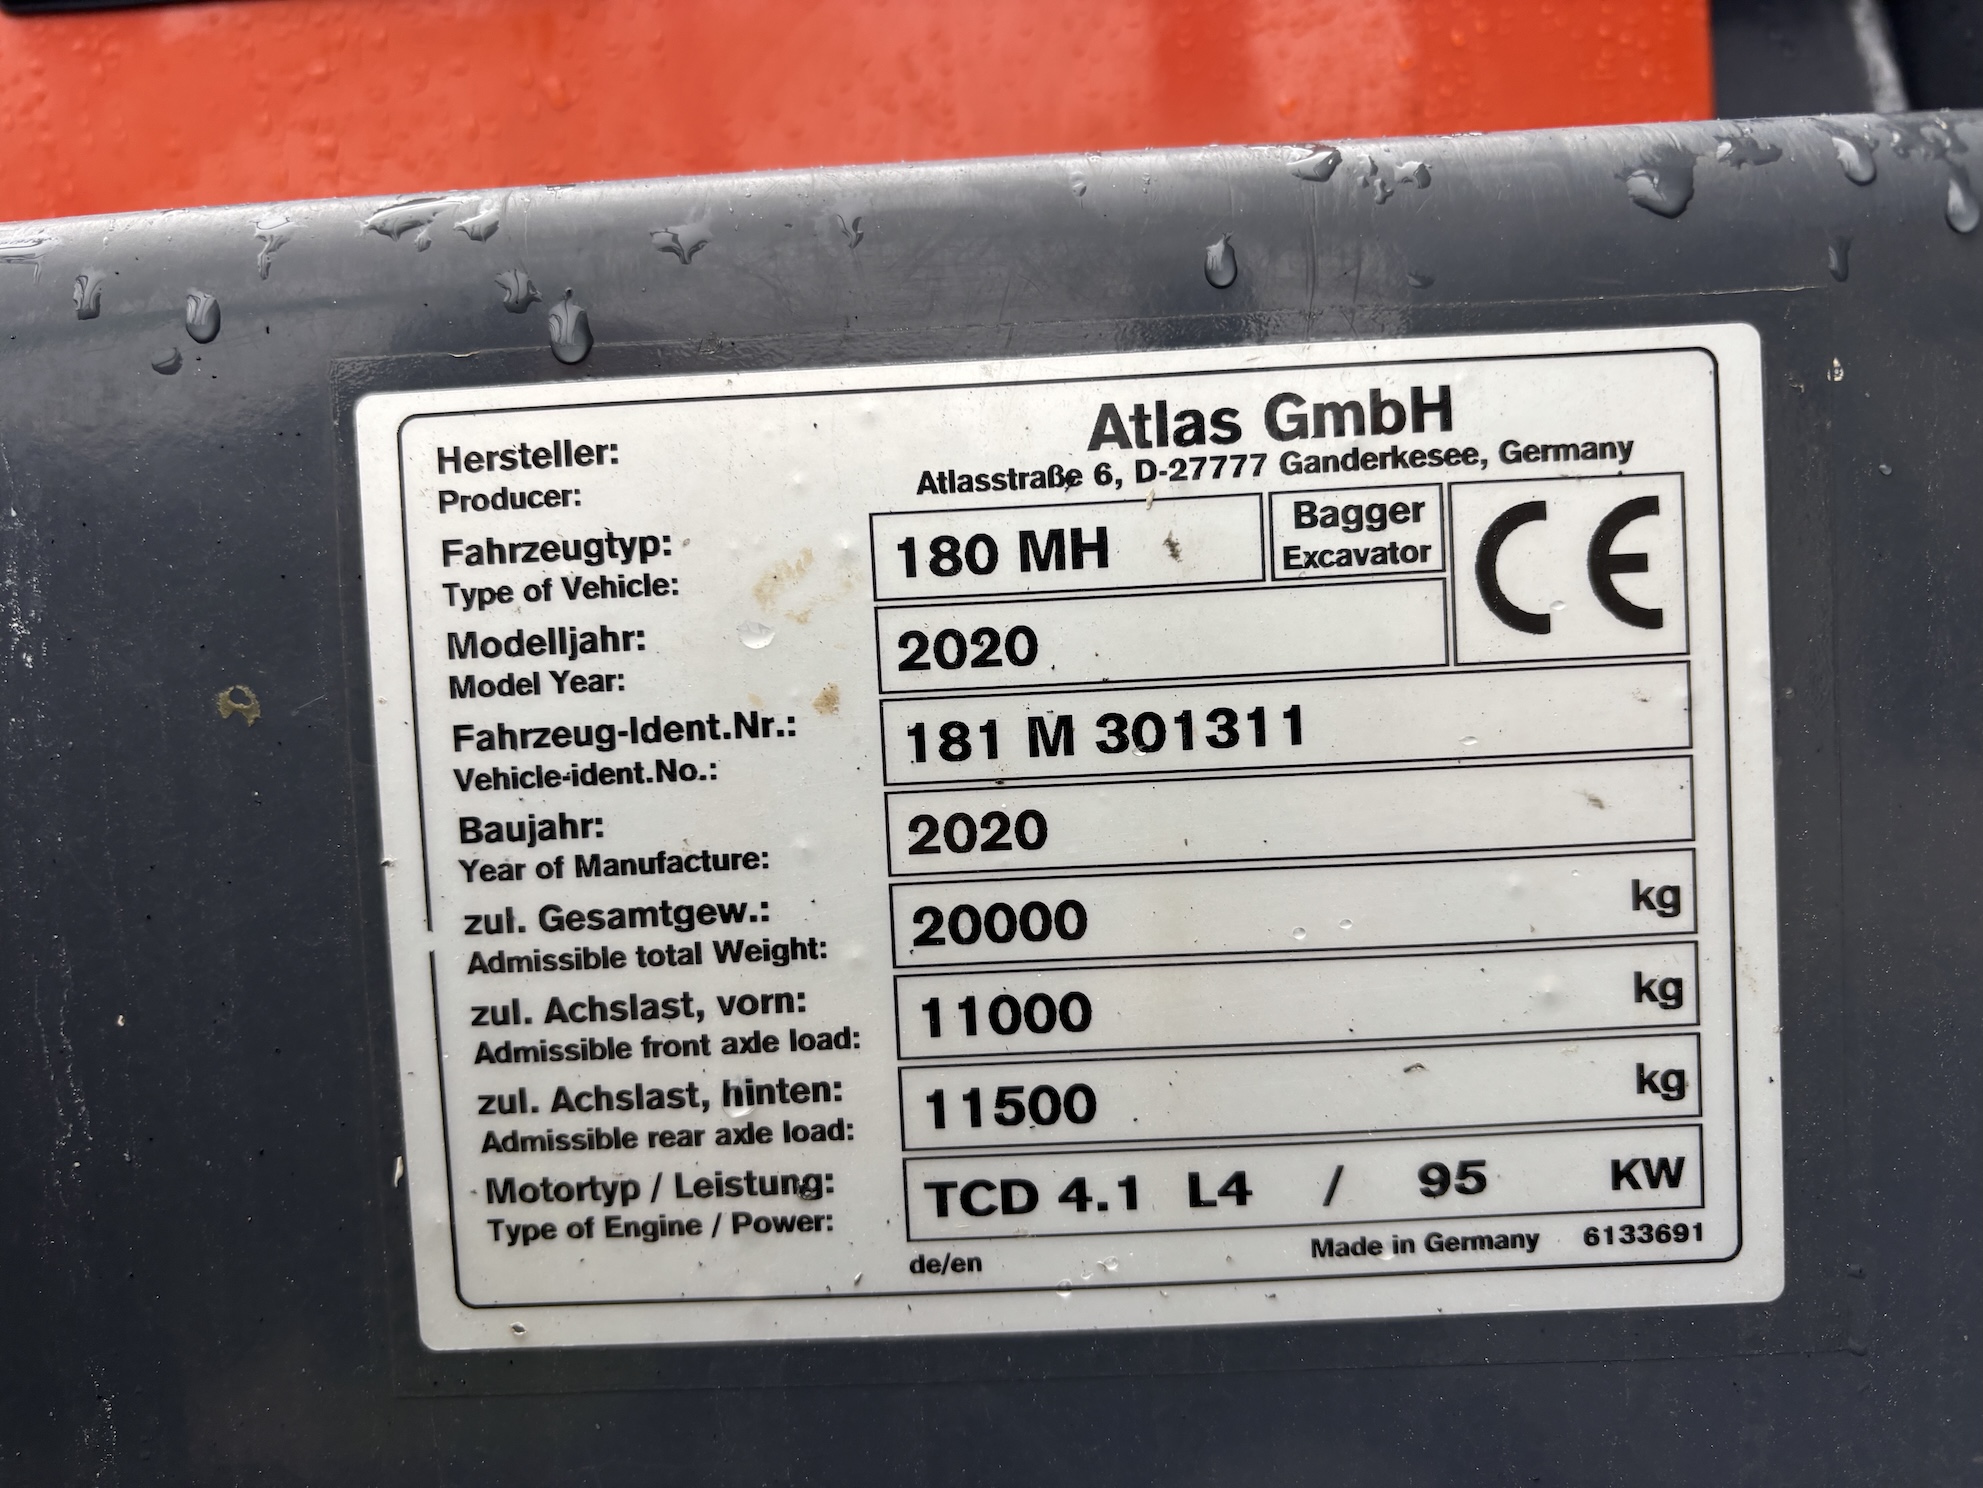 Hersteller:
Producer:
Atlas GmbH
Atlasstraße 6, D-27777 Ganderkesee, Germany
Fahrzeugtyp:
Type of Vehicle:
180 MH
Bagger
Excavator
CE
Modelljahr:
Model Year:
2020
Fahrzeug-Ident.Nr.:
Vehicle-ident.No.:
181 M 301311
Baujahr:
Year of Manufacture:
2020
zul. Gesamtgew.:
Admissible total Weight:
20000 kg
zul. Achslast, vorn:
Admissible front axle load:
11000 kg
zul. Achslast, hinten:
Admissible rear axle load:
11500 kg
Motortyp / Leistung:
Type of Engine / Power:
TCD 4.1 L4 / 95 KW
de/en
Made in Germany 6133691